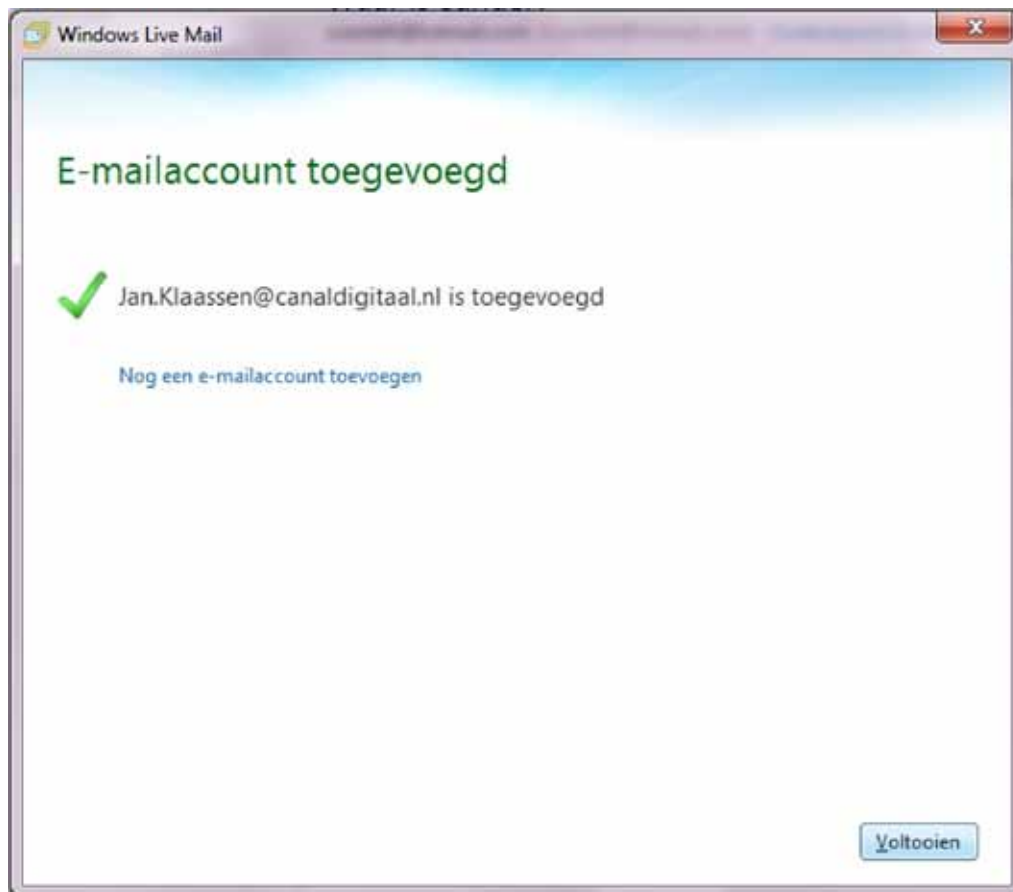 Windows Live Mail
E-mailaccount toegevoegd
Jan.Klaassen@canaldigitaal.nl is toegevoegd
Nog een e-mailaccount toevoegen
Voltooien